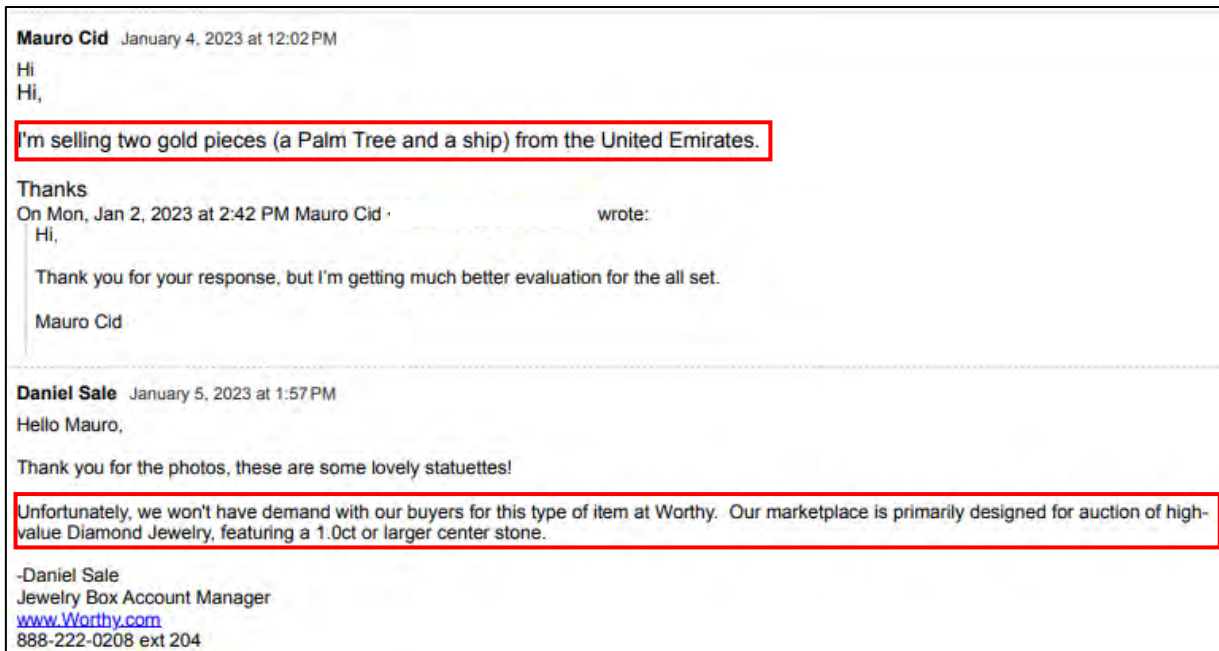 Mauro Cid January 4, 2023 at 12:02 PM
Hi
Hi,
I'm selling two gold pieces (a Palm Tree and a ship) from the United Emirates.
Thanks
On Mon, Jan 2, 2023 at 2:42 PM Mauro Cid · wrote:
Hi,
Thank you for your response, but I'm getting much better evaluation for the all set.
Mauro Cid
Daniel Sale January 5, 2023 at 1:57 PM
Hello Mauro,
Thank you for the photos, these are some lovely statuettes!
Unfortunately, we won't have demand with our buyers for this type of item at Worthy. Our marketplace is primarily designed for auction of high-
value Diamond Jewelry, featuring a 1.0ct or larger center stone.
-Daniel Sale
Jewelry Box Account Manager
www.Worthy.com
888-222-0208 ext 204